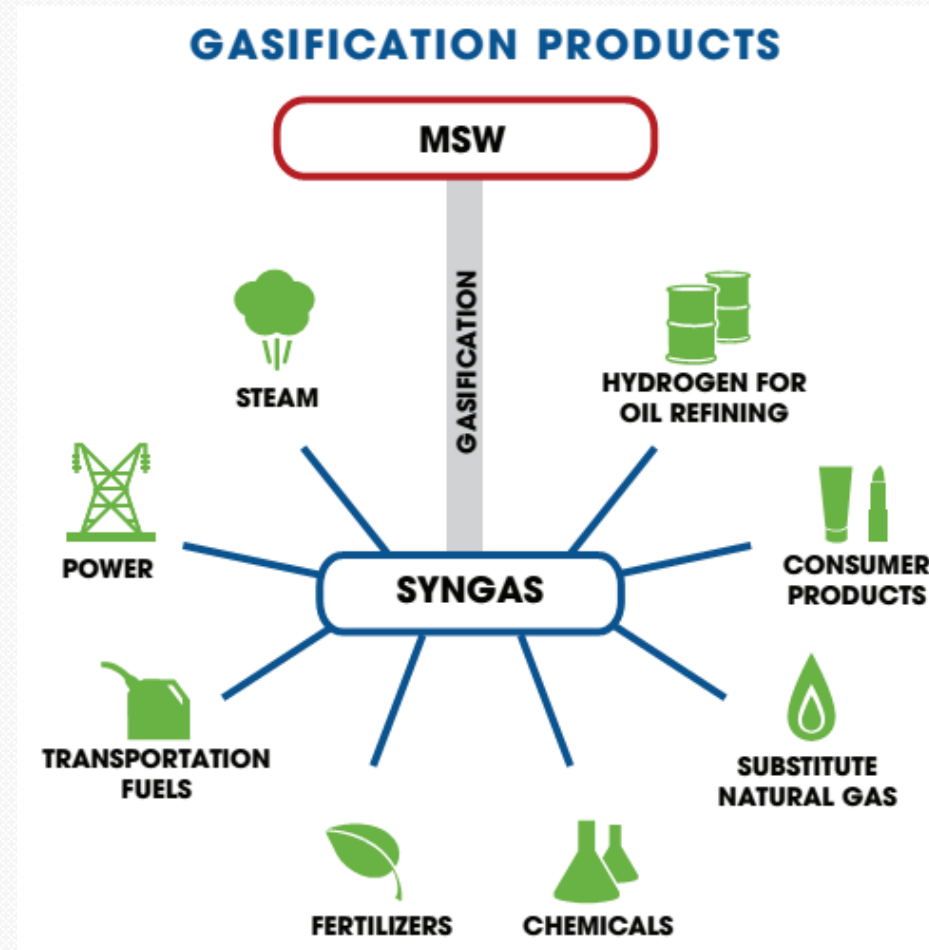 GASIFICATION PRODUCTS
MSW
GASIFICATION
STEAM
HYDROGEN FOR
OIL REFINING
POWER
SYNGAS
CONSUMER
PRODUCTS
TRANSPORTATION
FUELS
SUBSTITUTE
NATURAL GAS
FERTILIZERS
CHEMICALS